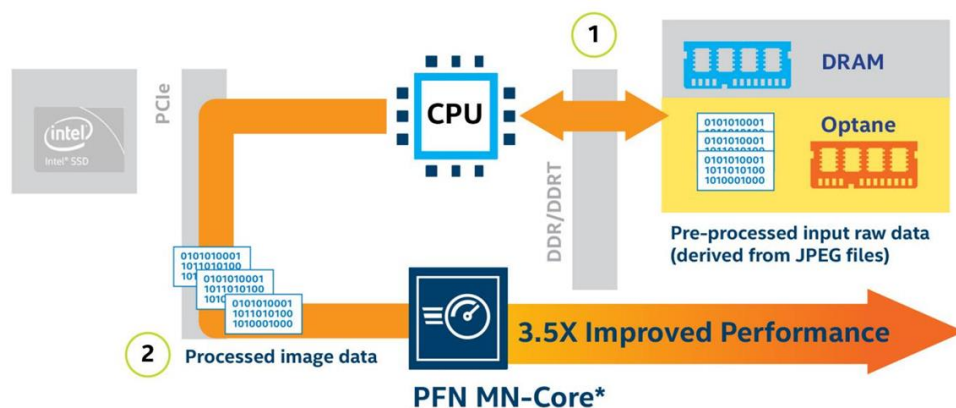 1
DRAM
PCIe
CPU
0101010001
1011010100
0101010001
1011010100
0101010001
1011010100
1010001000
Optane
intel
Intel® SSD
DDR/DDRT
Pre-processed input raw data
(derived from JPEG files)
0101010001
1011010100
0101010001
1011010100
0101010001
1011010100
1010001000
3.5X Improved Performance
2
Processed image data
PFN MN-Core*